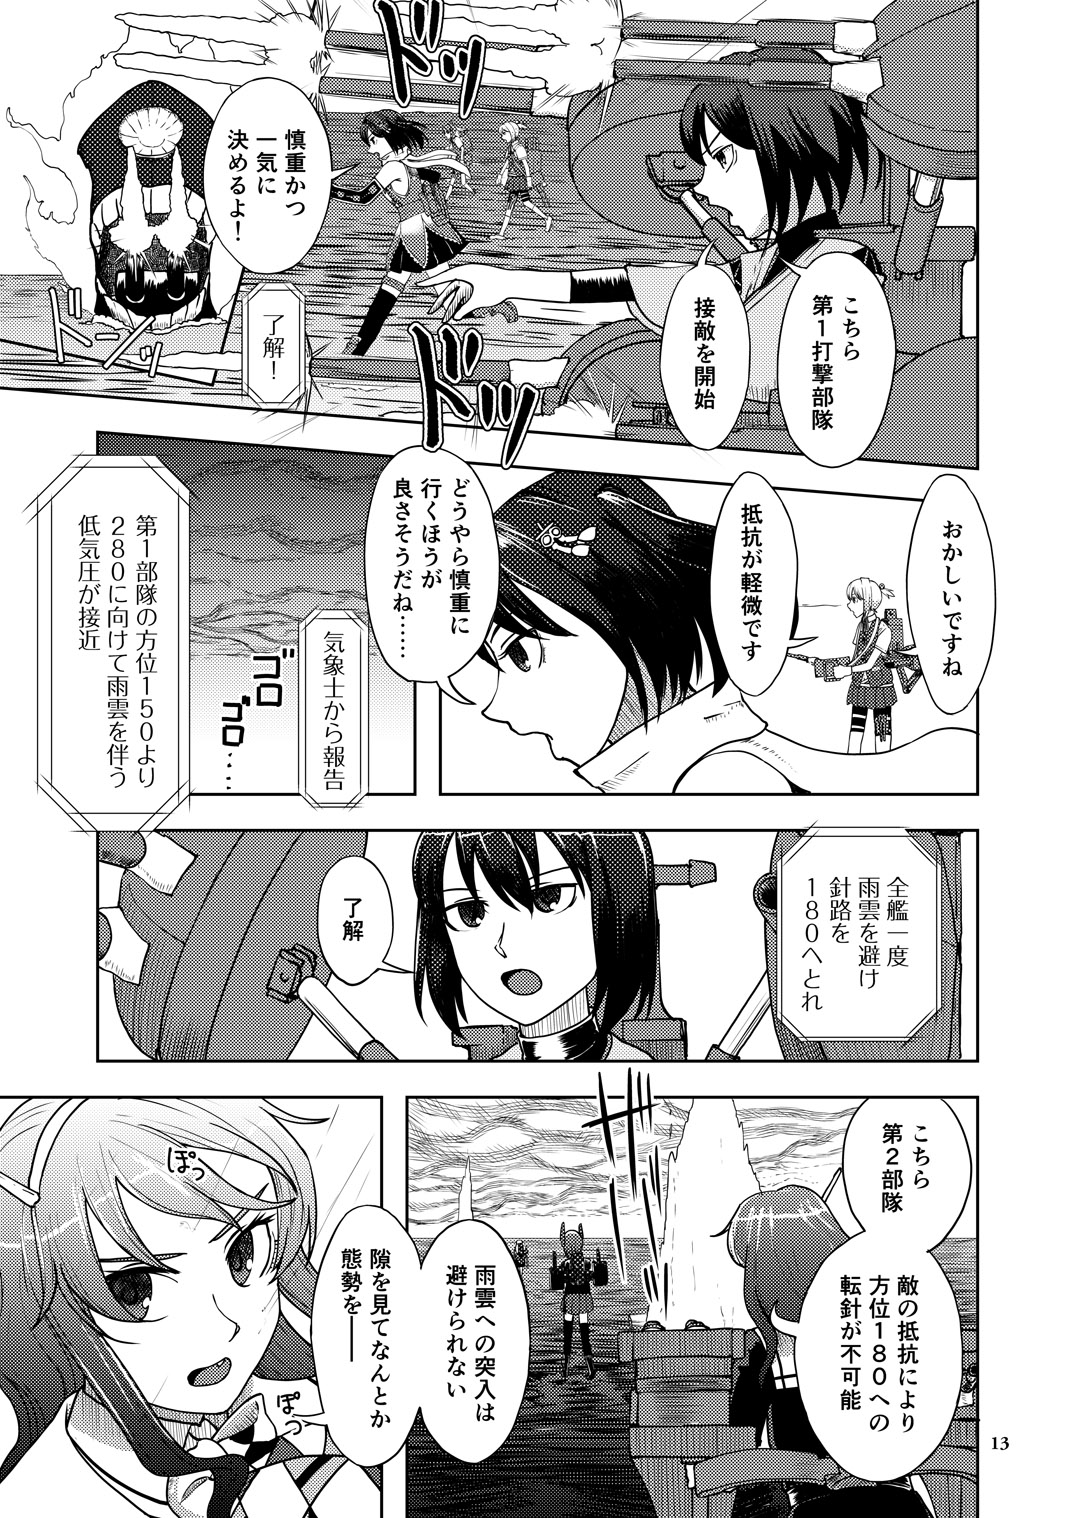 こちら
第1打撃部隊
接敵を開始
ドドッ
ドドッ
慎重かつ
一気に
決めるよ！
了解！
ドーンッ
おかしいですね
抵抗が軽微です
どうやら慎重に
行くほうが
良さそうだね……
気象士から報告
ゴロ
ゴロ‥‥
第1部隊の方位150より
280に向けて雨雲を伴う
低気圧が接近
全艦一度
雨雲を避け
針路を
180へとれ
了解
こちら
第2部隊
敵の抵抗により
方位180への
転針が不可能
雨雲への突入は
避けられない
隙を見てなんとか
態勢を――
ぽっ
ぽっ
13